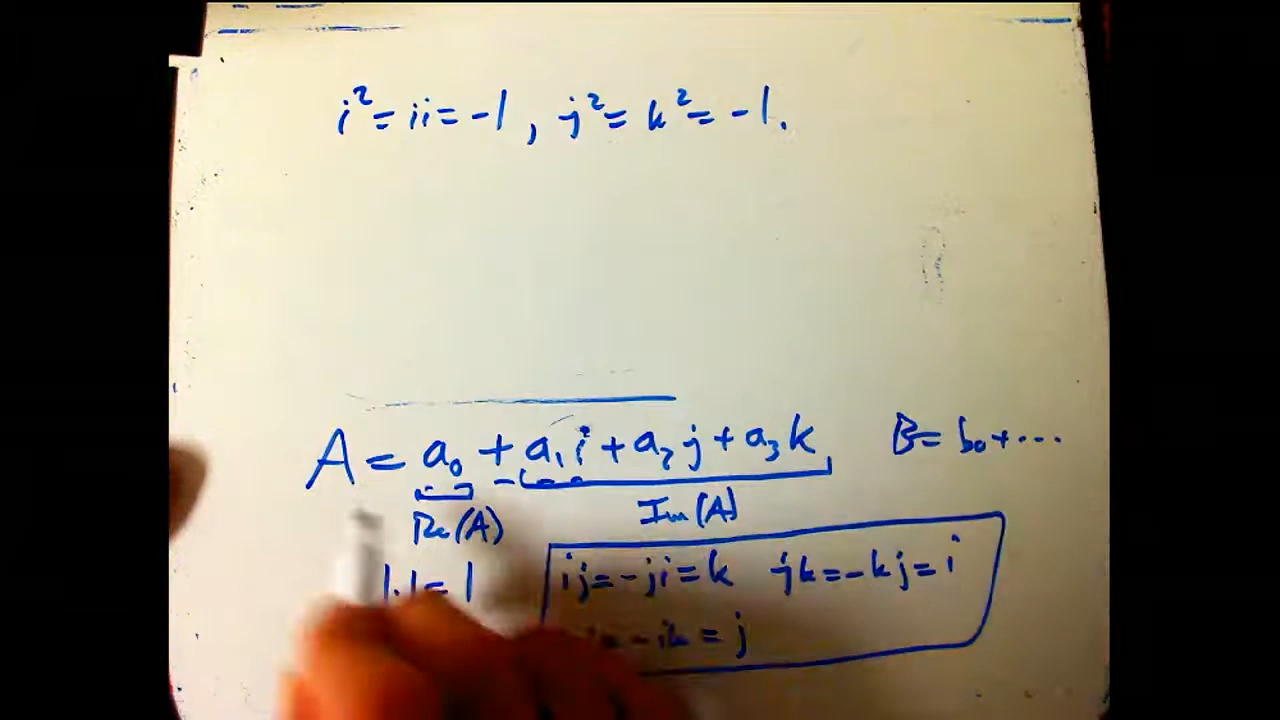 i² = ii = -1, j² = k² = -1.
A = a₀ + a₁i + a₂j + a₃k B = b₀ + ...
Re(A) Im(A)
1.1 = 1 ij = -ji = k jk = -kj = i
- ik = j